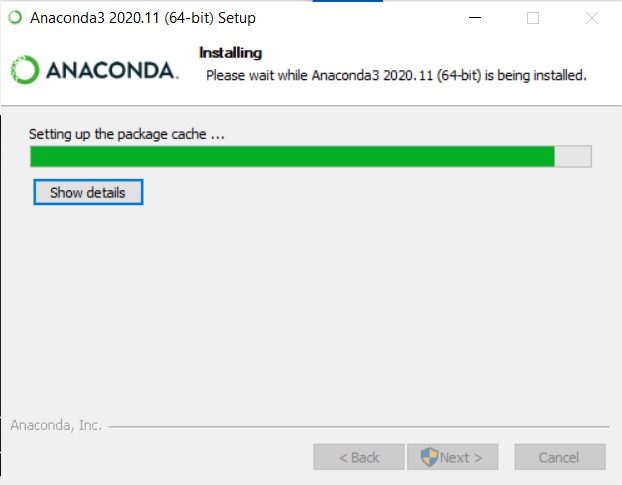 Anaconda3 2020.11 (64-bit) Setup
ANACONDA.
Installing
Please wait while Anaconda3 2020.11 (64-bit) is being installed.
Setting up the package cache ...
Show details
Anaconda, Inc.
< Back
Next >
Cancel